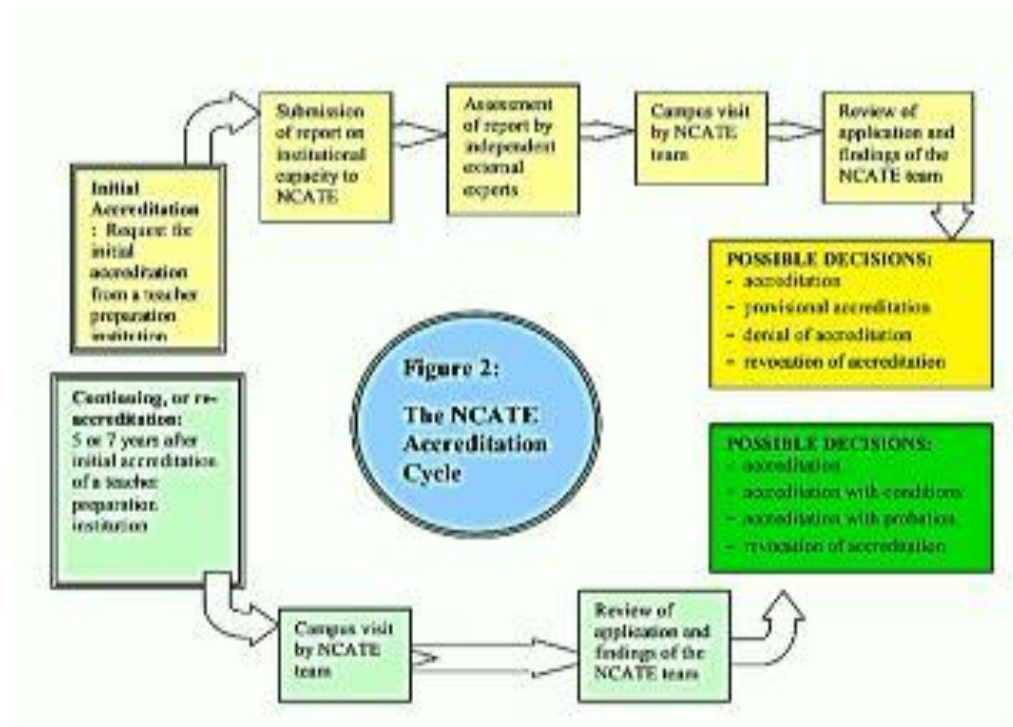 Submission
of report on
institutional
capacity to
NCATE
Assessment
of report by
independent
external
experts
Campus visit
by NCATE
team
Review of
application and
findings of the
NCATE team
Initial
Accreditation
: Request for
initial
accreditation
from a teacher
preparation
institution
POSSIBLE DECISIONS:
- accreditation
- provisional accreditation
- denial of accreditation
- revocation of accreditation
Figure 2:
The NCATE
Accreditation
Cycle
Continuing, or re-
accreditation:
5 or 7 years after
initial accreditation
of a teacher
preparation
institution
POSSIBLE DECISIONS:
- accreditation
- accreditation with conditions
- accreditation with probation
- revocation of accreditation
Campus visit
by NCATE
team
Review of
application and
findings of the
NCATE team